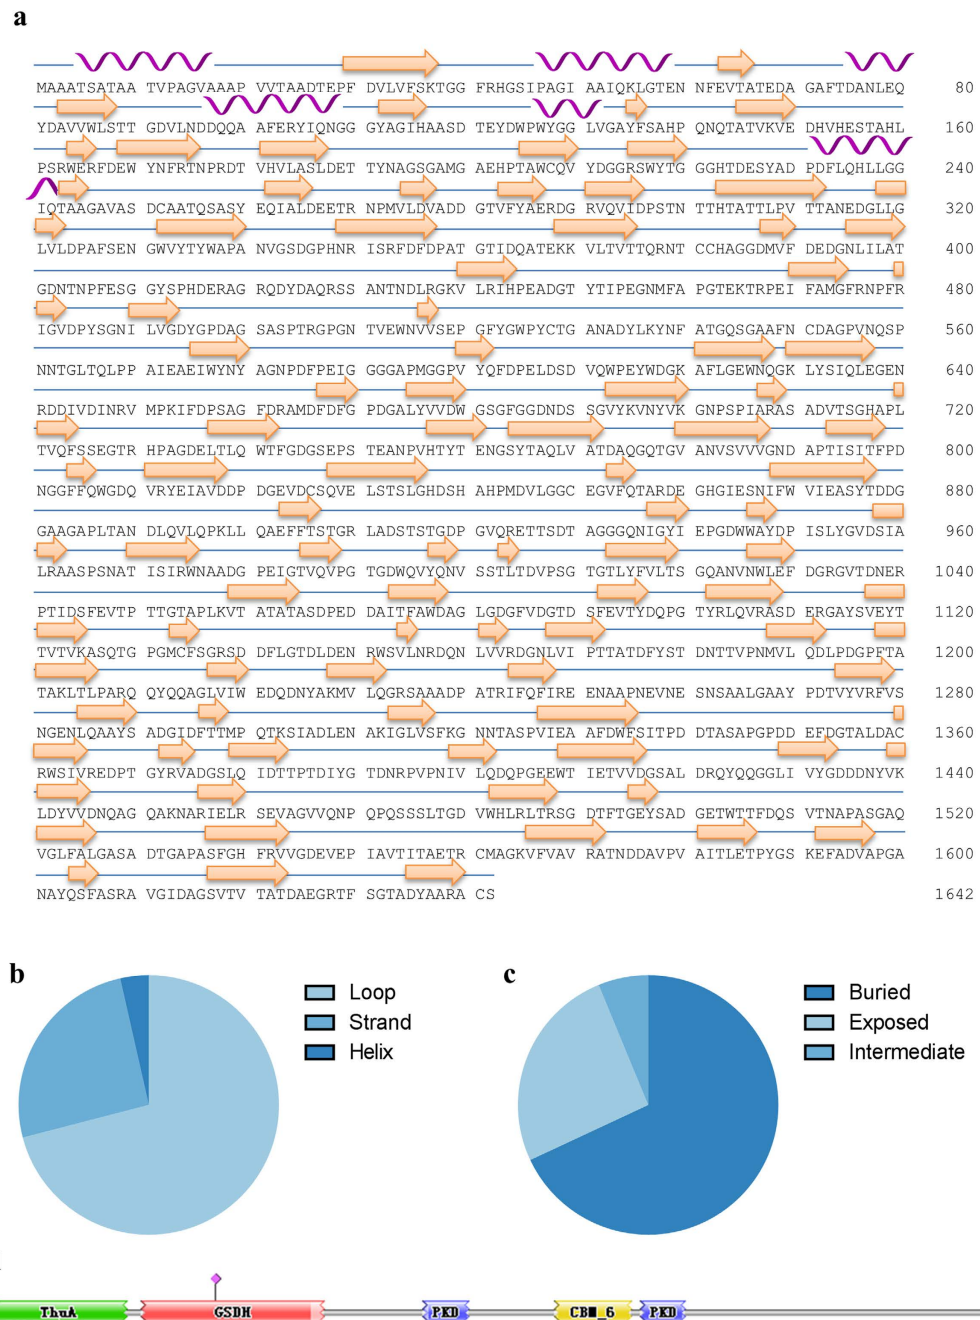 a
MAAATSATAA TVPAGVAAAP VVTAADTEPF DVLVFSKTGG FRHGSIPAGI AAIQKLGTEN NFEVTATEDA GAFTDANLEQ 80
YDAVVWLSTT GDVLNDDQQA AFERYIQNGG GYAGIHAASD TEYDWPWYGG LVGAYFSAHP QNQTATVKVE DHVHESTAHL 160
PSRWERFDEW YNFRTNPRDT VHVLASLDET TYNAGSGAMG AEHPTAWCQV YDGGRSWYTG GGHTDESYAD PDFLQHLLGG 240
IQTAAGAVAS DCAATQSASY EQIALDEETR NPMVLDVADD GTVFYAERDG RVQVIDPSTN TTHTATTLPV TTANEDGLLG 320
LVLDPAFSEN GWVYTYWAPA NVGSDGPHNR ISRFDFDPAT GTIDQATEKK VLTVTTQRNT CCHAGGDMVF DEDGNLILAT 400
GDNTNPFESG GYSPHDERAG RQDYDAQRSS ANTNDLRGKV LRIHPEADGT YTIPEGNMFA PGTEKTRPEI FAMGFRNPFR 480
IGVDPYSGNI LVGDYGPDAG SASPTRGPGN TVEWNVVSEP GFYGWPYCTG ANADYLKYNF ATGQSGAAFN CDAGPVNQSP 560
NNTGLTQLPP AIEAEIWYNY AGNPDFPEIG GGGAPMGGPV YQFDPELDSD VQWPEYWDGK AFLGEWNQGK LYSIQLEGEN 640
RDDIVDINRV MPKIFDPSAG FDRAMDFDFG PDGALYVVDW GSGFGGDNDS SGVYKVNYVK GNPSPIARAS ADVTSGHAPL 720
TVQFSSEGTR HPAGDELTLQ WTFGDGSEPS TEANPVHTYT ENGSYTAQLV ATDAQGQTGV ANVSVVVGND APTISITFPD 800
NGGFFQWGDQ VRYEIAVDDP DGEVDCSQVE LSTSLGHDSH AHPMDVLGGC EGVFQTARDE GHGIESNIFW VIEASYTDDG 880
GAAGAPLTAN DLQVLQPKLL QAEFFTSTGR LADSTSTGDP GVQRETTSDT AGGGQNIGYI EPGDWWAYDP ISLYGVDSIA 960
LRAASPSNAT ISIRWNAADG PEIGTVQVPG TGDWQVYQNV SSTLTDVPSG TGTLYFVLTS GQANVNWLEF DGRGVTDNER 1040
PTIDSFEVTP TTGTAPLKVT ATATASDPED DAITFAWDAG LGDGFVDGTD SFEVTYDQPG TYRLQVRASD ERGAYSVEYT 1120
TVTVKASQTG PGMCFSGRSD DFLGTDLDEN RWSVLNRDQN LVVRDGNLVI PTTATDFYST DNTTVPNMVL QDLPDGPFTA 1200
TAKLTLPARQ QYQQAGLVIW EDQDNYAKMV LQGRSAAADP ATRIFQFIRE ENAAPNEVNE SNSAALGAAY PDTVYVRFVS 1280
NGENLQAAYS ADGIDFTTMP QTKSIADLEN AKIGLVSFKG NNTASPVIEA AFDWFSITPD DTASAPGPDD EFDGTALDAC 1360
RWSIVREDPT GYRVADGSLQ IDTTPTDIYG TDNRPVPNIV LQDQPGEEWT IETVVDGSAL DRQYQQGGLI VYGDDDNYVK 1440
LDYVVDNQAG QAKNARIELR SEVAGVVQNP QPQSSSLTGD VWHLRLTRSG DTFTGEYSAD GETWTTFDQS VTNAPASGAQ 1520
VGLFALGASA DTGAPASFGH FRVVGDEVEP IAVTITAETR CMAGKVFVAV RATNDDAVPV AITLETPYGS KEFADVAPGA 1600
NAYQSFASRA VGIDAGSVTV TATDAEGRTF SGTADYAARA CS 1642
b
Loop
Strand
Helix
c
Buried
Exposed
Intermediate
ThuA GSDH PKD CBM_6 PKD